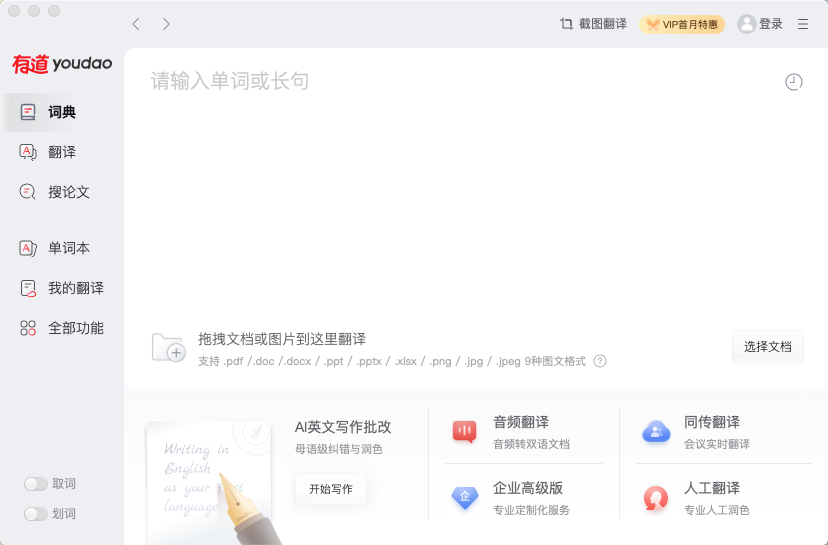 截图翻译
VIP首月特惠
登录
有道 youdao
请输入单词或长句
词典
翻译
搜论文
单词本
我的翻译
全部功能
拖拽文档或图片到这里翻译
支持 .pdf /.doc /.docx / .ppt / .pptx / .xlsx / .png / .jpg / .jpeg 9种图文格式 ?
选择文档
Writing in
English
as your first
language
AI英文写作批改
母语级纠错与润色
开始写作
音频翻译
音频转双语文档
同传翻译
会议实时翻译
企
企业高级版
专业定制化服务
人工翻译
专业人工润色
取词
划词